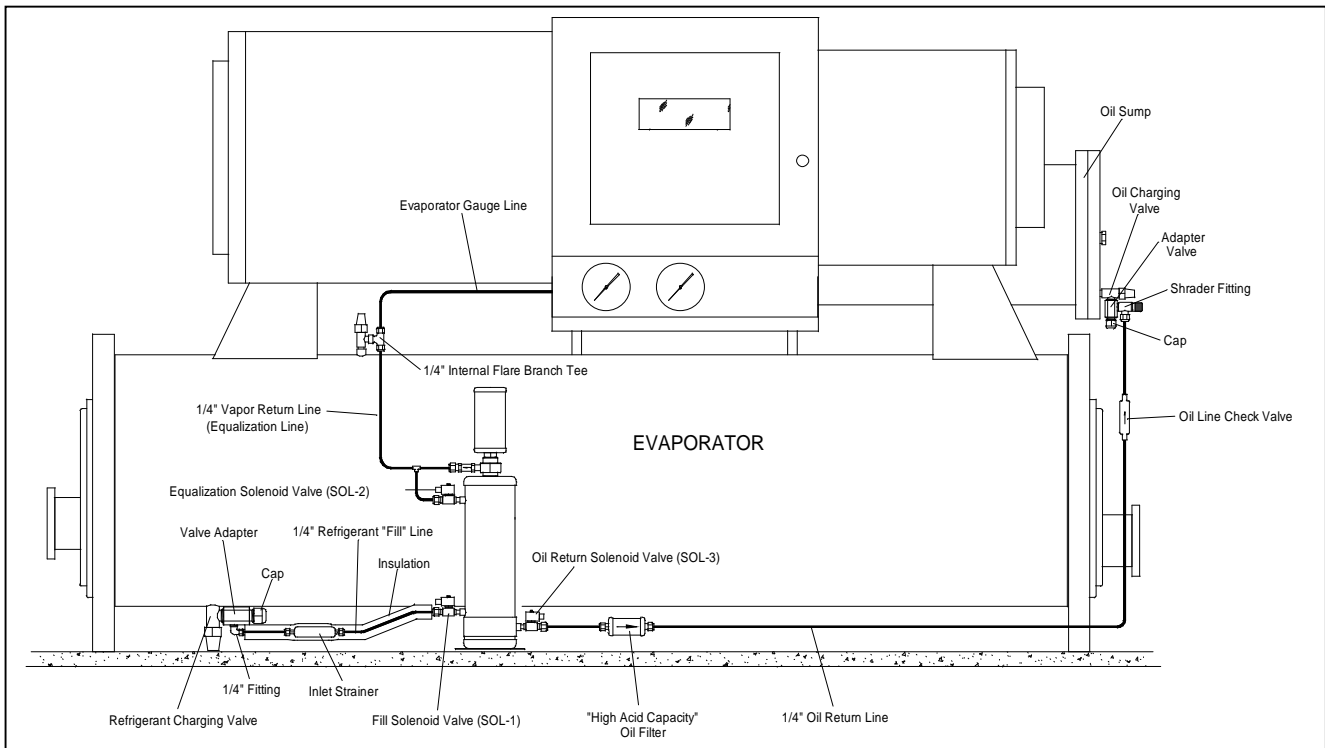 Oil Sump
Oil Charging
Valve
Evaporator Gauge Line
Adapter
Valve
Shrader Fitting
Cap
1/4" Internal Flare Branch Tee
1/4" Vapor Return Line
(Equalization Line)
Oil Line Check Valve
EVAPORATOR
Equalization Solenoid Valve (SOL-2)
Valve Adapter
1/4" Refrigerant "Fill" Line
Oil Return Solenoid Valve (SOL-3)
Insulation
Cap
1/4" Fitting
Inlet Strainer
Refrigerant Charging Valve
Fill Solenoid Valve (SOL-1)
"High Acid Capacity"
Oil Filter
1/4" Oil Return Line